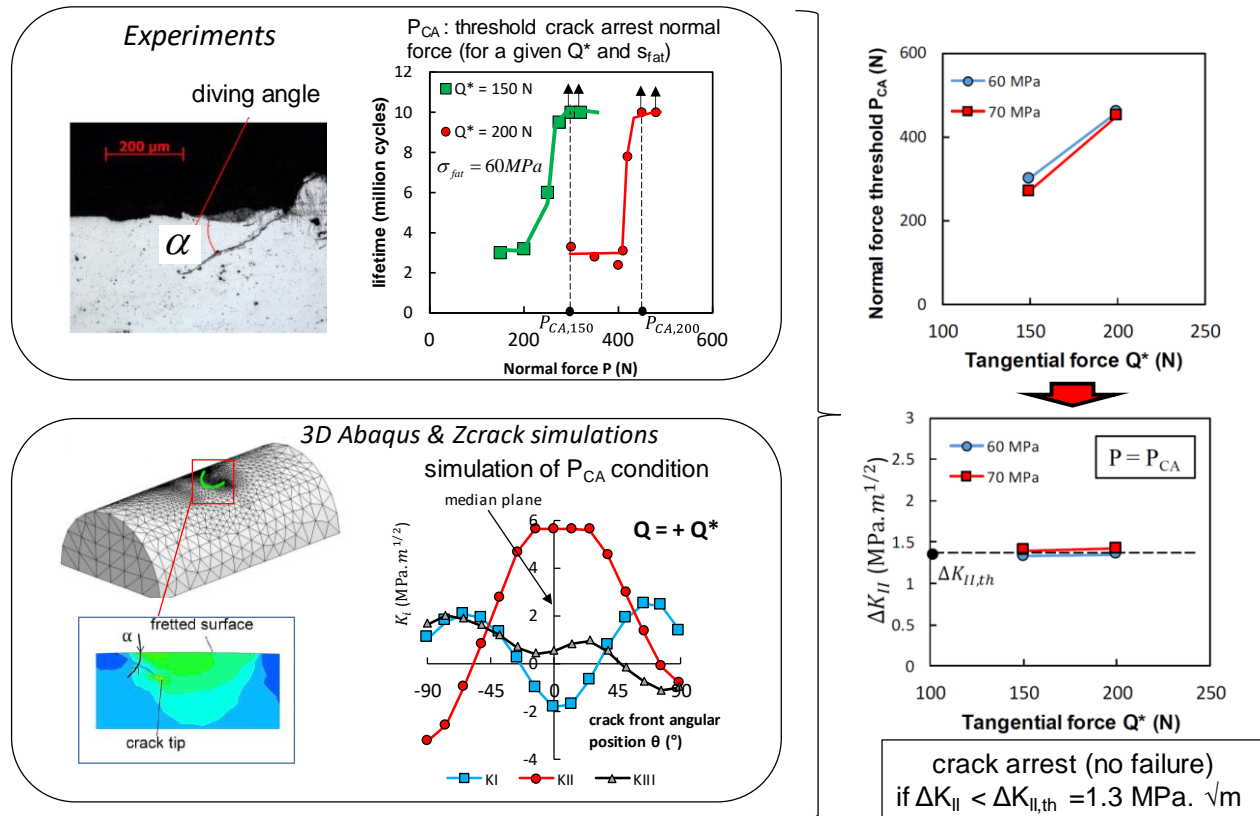 Experiments
diving angle
200 µm
α
P_CA : threshold crack arrest normal
force (for a given Q* and s_fat)
lifetime (million cycles)
12
10
8
6
4
2
0
Q* = 150 N
Q* = 200 N
σ_fat = 60MPa
P_CA,150
P_CA,200
0
200
400
600
Normal force P (N)
3D Abaqus & Zcrack simulations
simulation of P_CA condition
median plane
Q = + Q*
K_i (MPa.m^1/2)
6
4
2
0
-2
-4
-90
-45
0
45
90
crack front angular
position θ (°)
KI
KII
KIII
α
fretted surface
crack tip
Normal force threshold P_CA (N)
600
400
200
0
60 MPa
70 MPa
100
150
200
250
Tangential force Q* (N)
ΔK_II (MPa.m^1/2)
3
2.5
2
1.5
1
0.5
0
60 MPa
70 MPa
P = P_CA
ΔK_II,th
100
150
200
250
Tangential force Q* (N)
crack arrest (no failure)
if ΔK_II < ΔK_II,th =1.3 MPa. √m